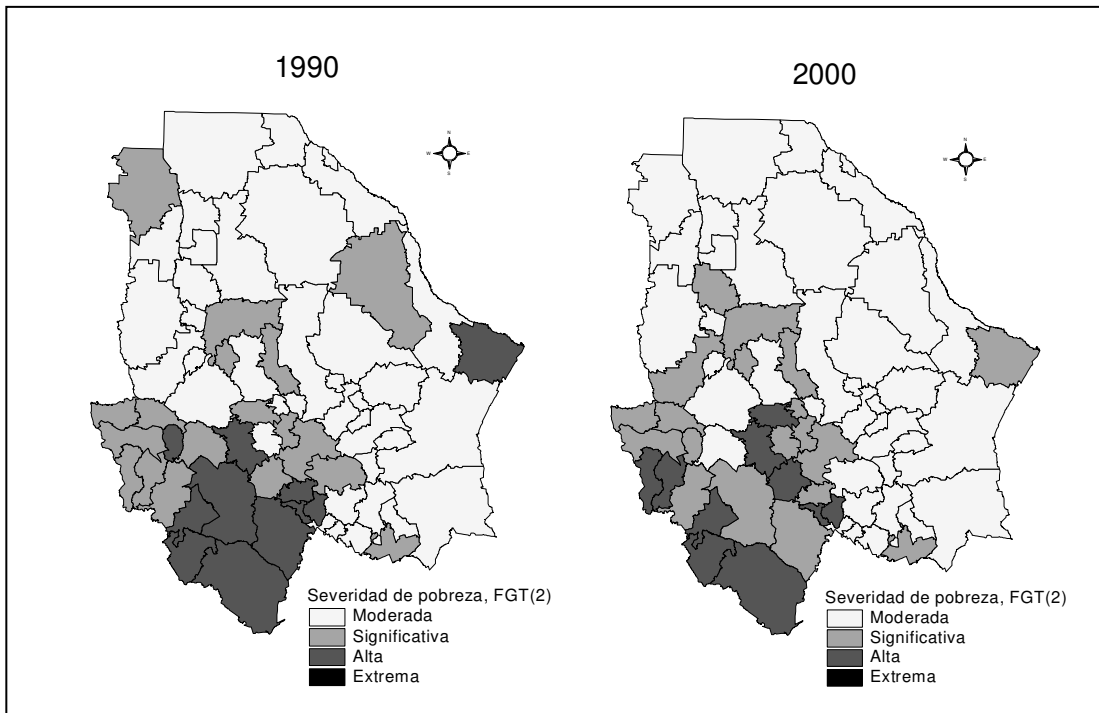 1990
2000
N
W E
S
N
W E
S
Severidad de pobreza, FGT(2)
Moderada
Significativa
Alta
Extrema
Severidad de pobreza, FGT(2)
Moderada
Significativa
Alta
Extrema